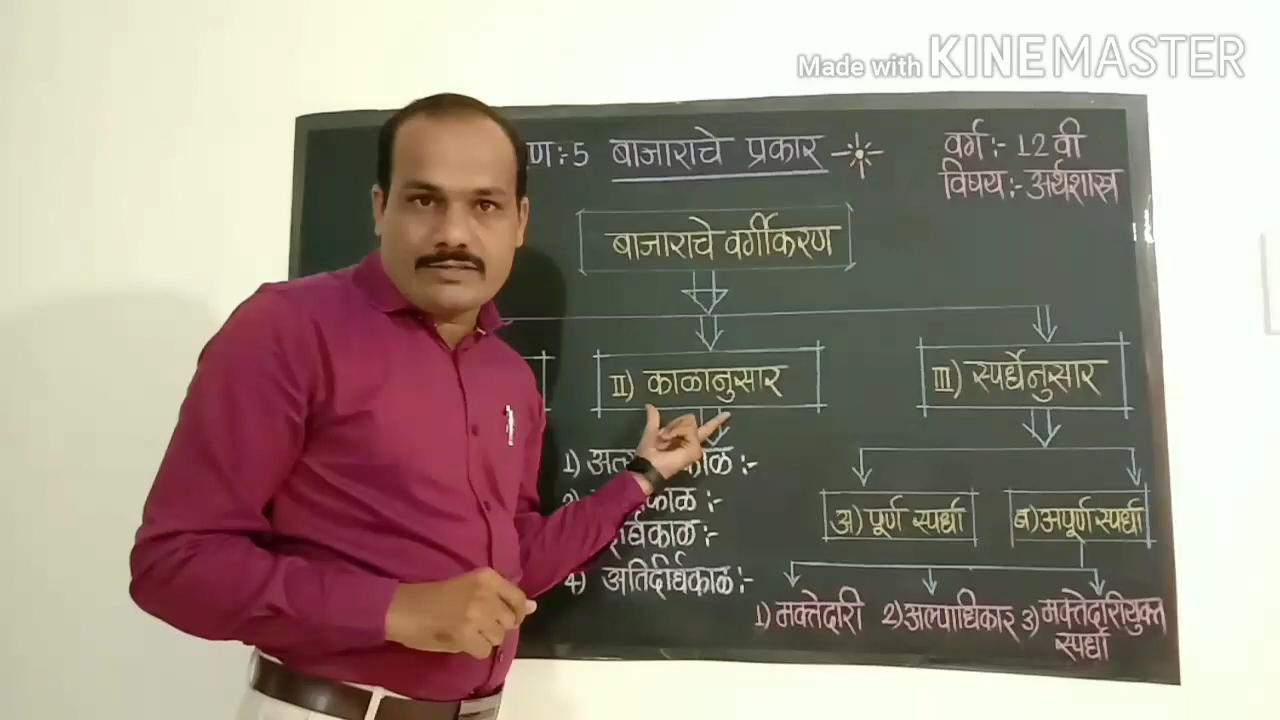 Made with KINEMASTER
ण:-5 बाजाराचे प्रकार
वर्ग:- 12 वी
विषय:- अर्थशास्त्र
बाजाराचे वर्गीकरण
II) काळानुसार
III) स्पर्धेनुसार
1)
काळ :-
काळ :-
काळ :-
4) अतिदीर्घकाळ:-
अ) पूर्ण स्पर्धा
ब) अपूर्ण स्पर्धा
1) मक्तेदारी
2) अल्पाधिकार
3) मक्तेदारीयुक्त
स्पर्धा